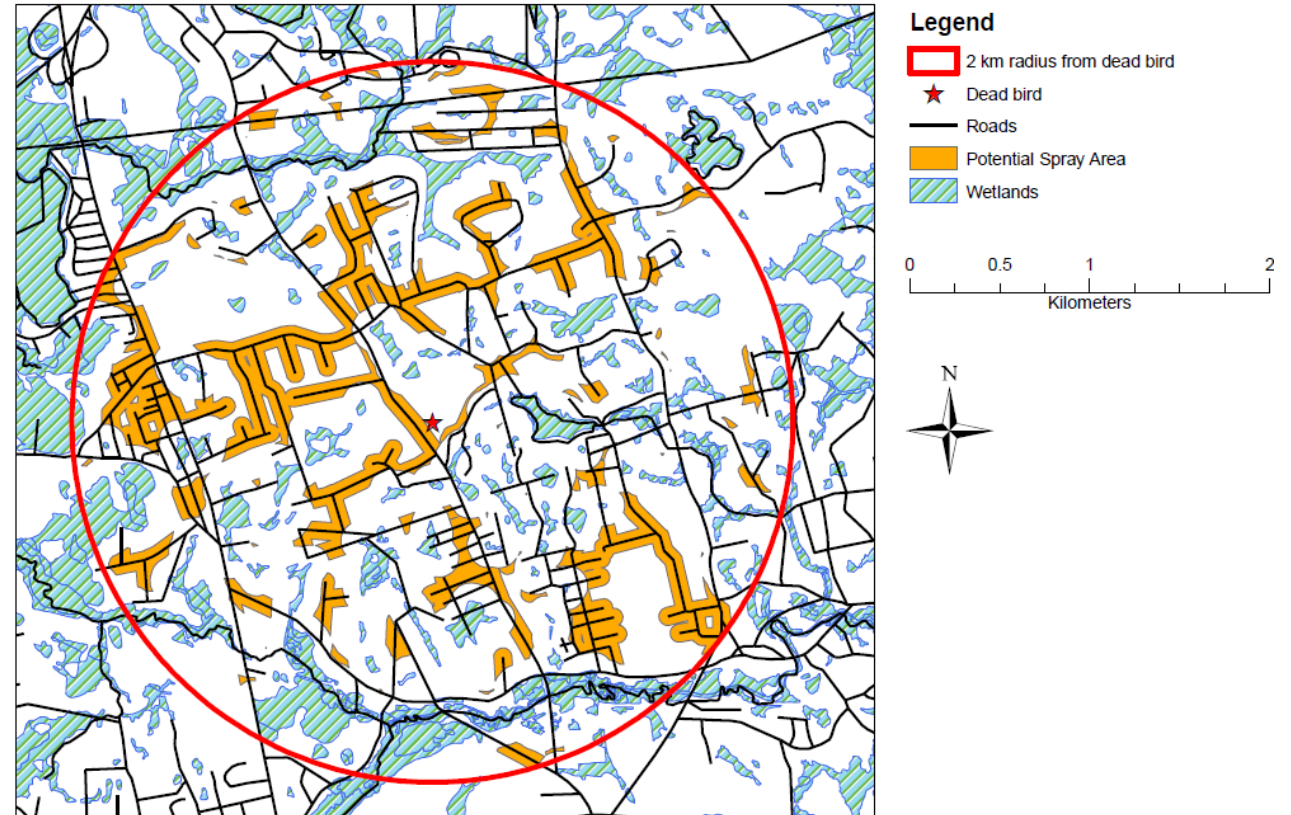 Legend
2 km radius from dead bird
Dead bird
Roads
Potential Spray Area
Wetlands
0 0.5 1 2
Kilometers
N